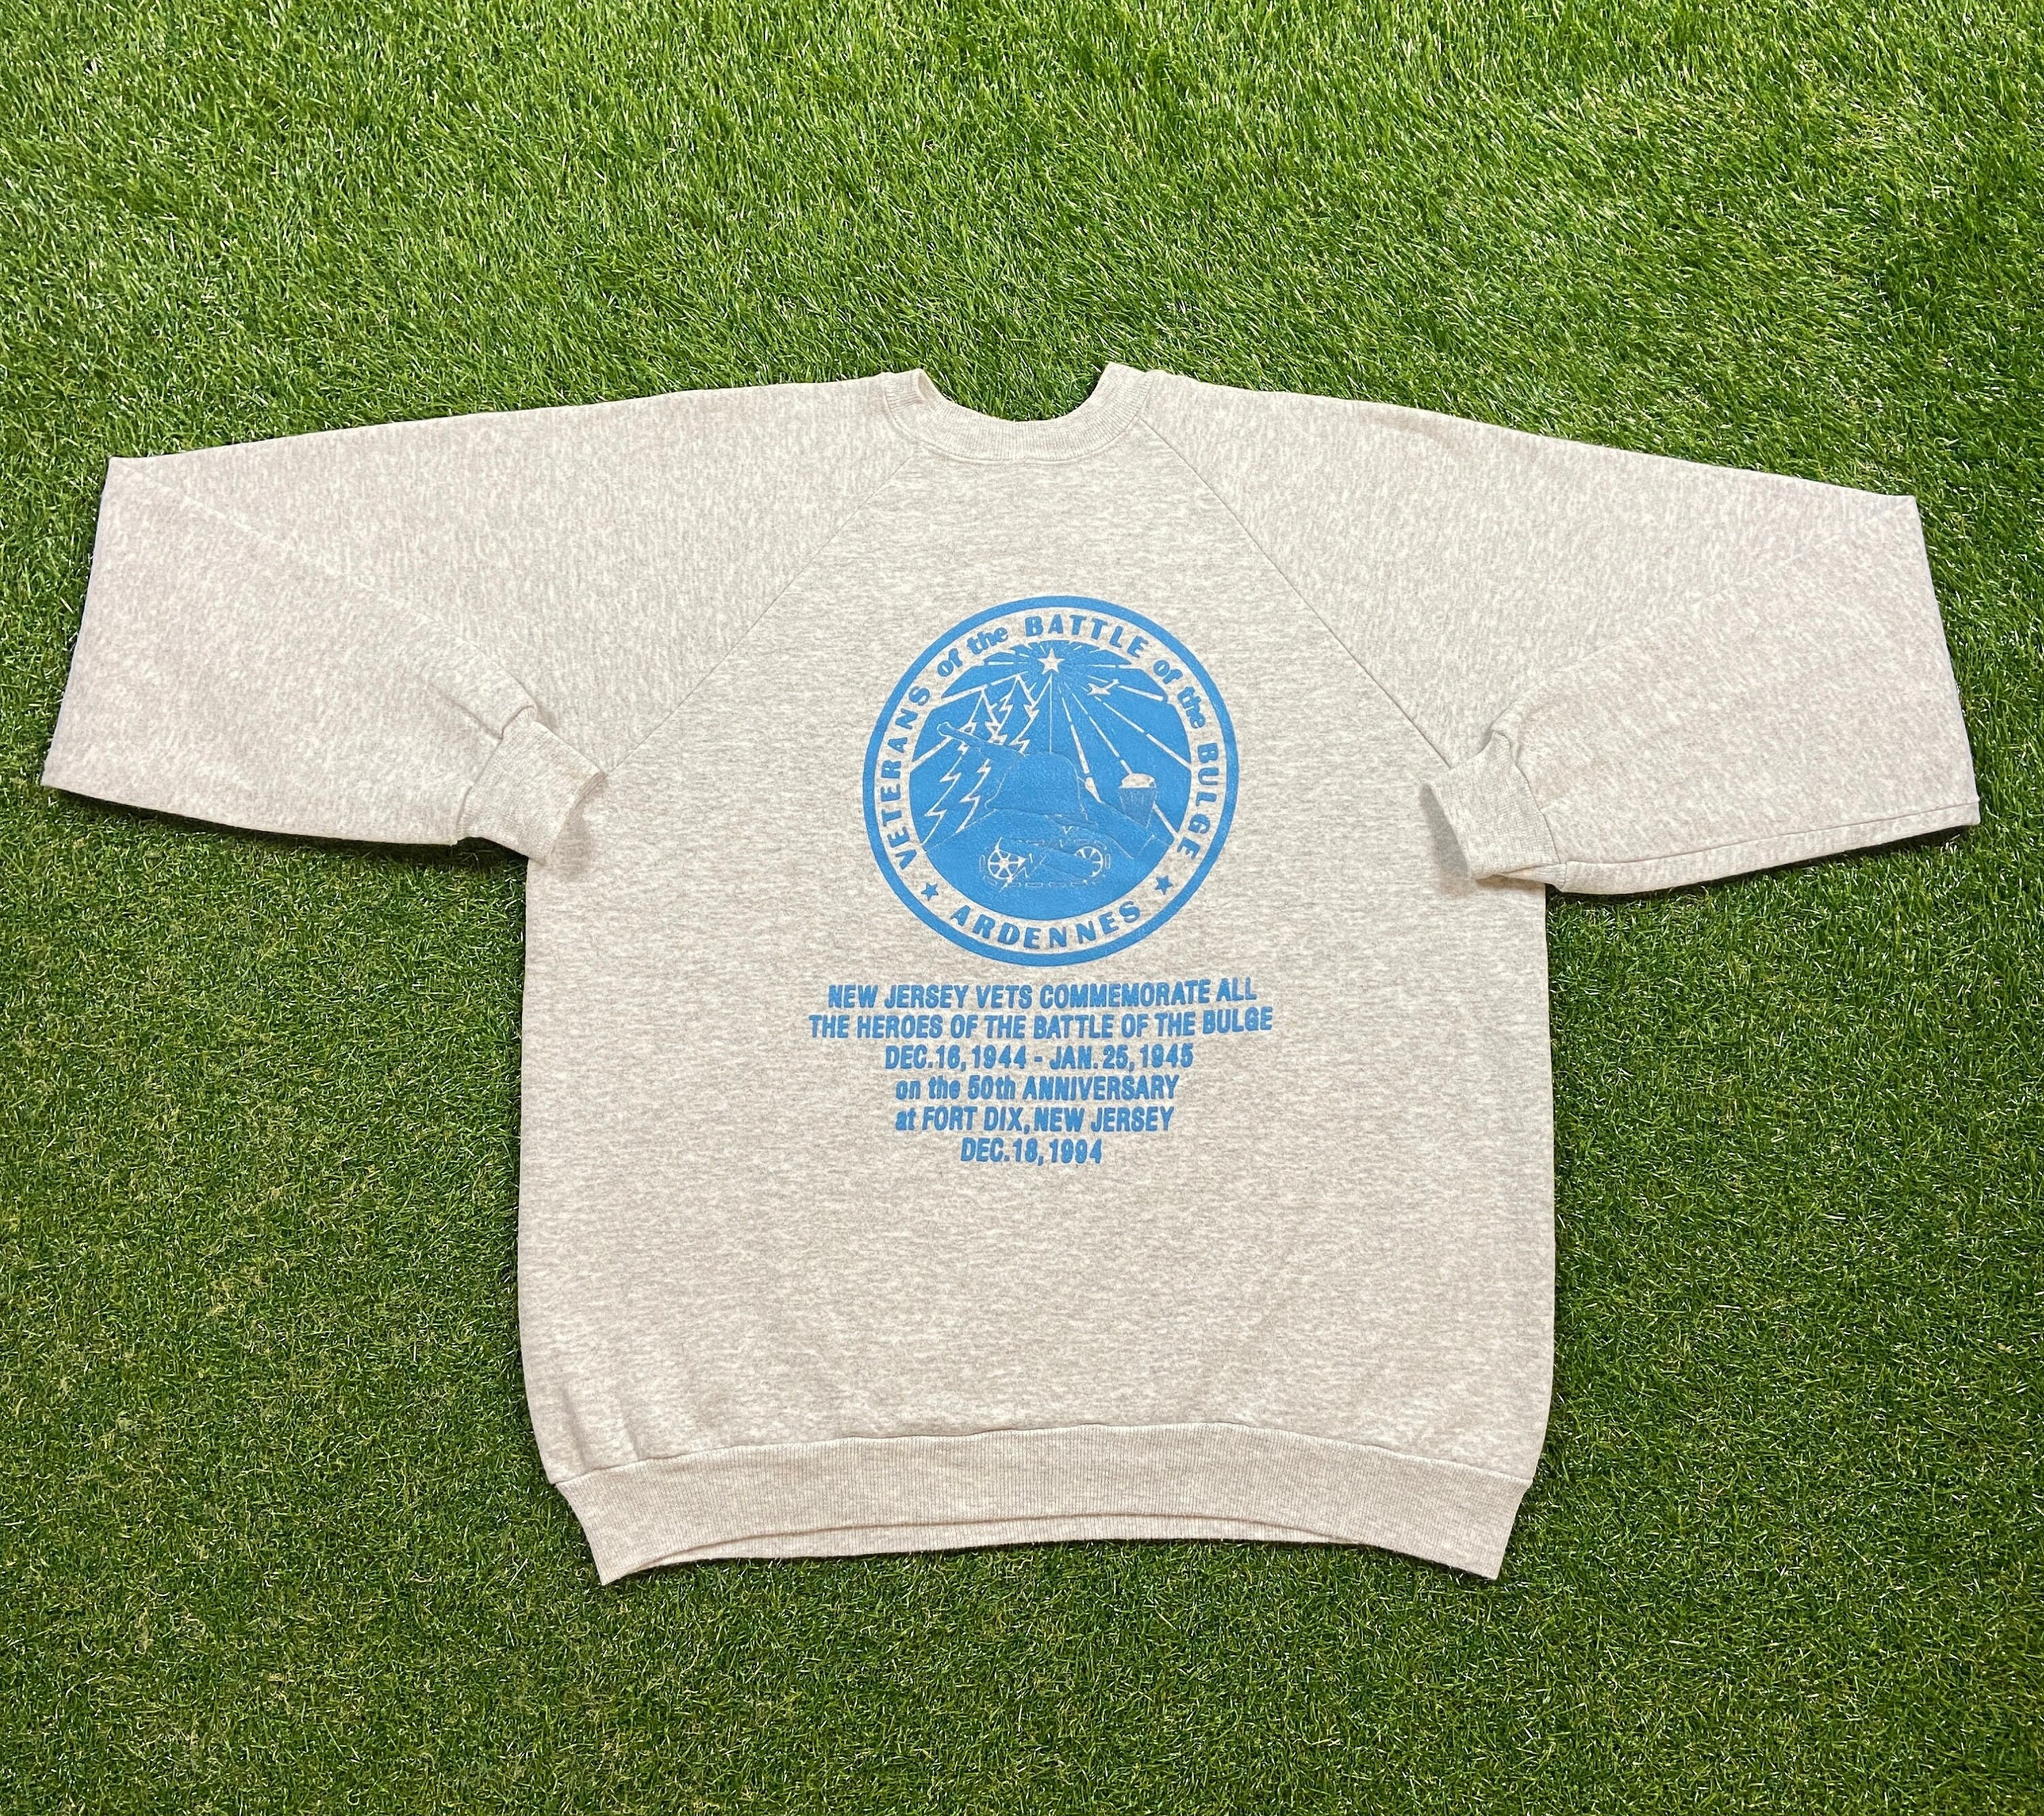 VETERANS of the BATTLE of the BULGE
★ ARDENNES ★
NEW JERSEY VETS COMMEMORATE ALL
THE HEROES OF THE BATTLE OF THE BULGE
DEC.16,1944 - JAN.25,1945
on the 50th ANNIVERSARY
at FORT DIX,NEW JERSEY
DEC.18,1994